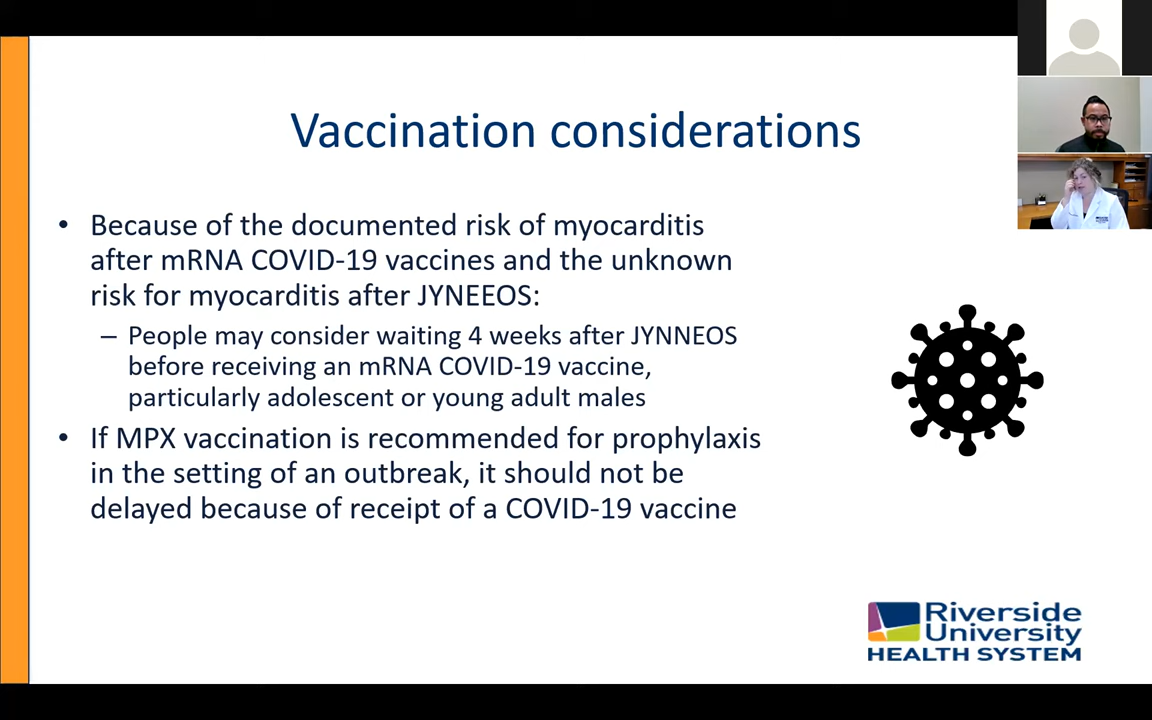 Vaccination considerations
• Because of the documented risk of myocarditis
after mRNA COVID-19 vaccines and the unknown
risk for myocarditis after JYNEEOS:
– People may consider waiting 4 weeks after JYNNEOS
before receiving an mRNA COVID-19 vaccine,
particularly adolescent or young adult males
• If MPX vaccination is recommended for prophylaxis
in the setting of an outbreak, it should not be
delayed because of receipt of a COVID-19 vaccine
Riverside
University
HEALTH SYSTEM